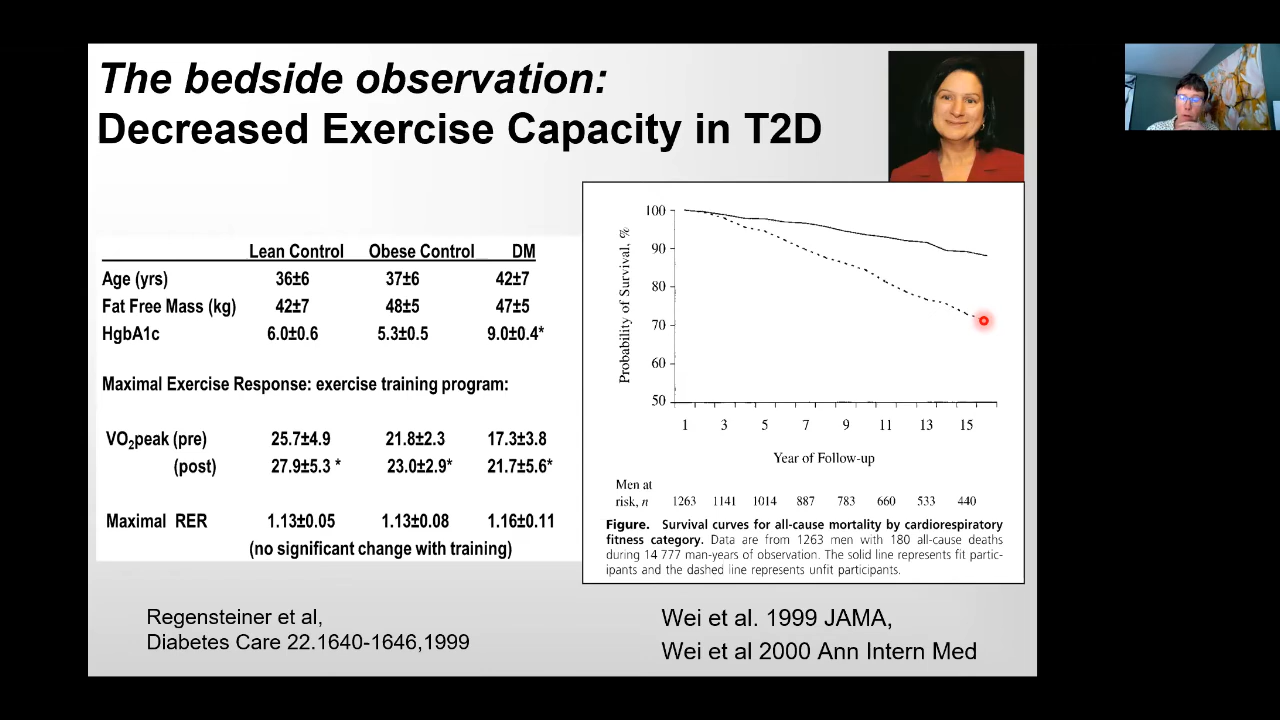 The bedside observation:
Decreased Exercise Capacity in T2D
Lean Control Obese Control DM
Age (yrs) 36±6 37±6 42±7
Fat Free Mass (kg) 42±7 48±5 47±5
HgbA1c 6.0±0.6 5.3±0.5 9.0±0.4*
Maximal Exercise Response: exercise training program:
VO₂peak (pre) 25.7±4.9 21.8±2.3 17.3±3.8
(post) 27.9±5.3 * 23.0±2.9* 21.7±5.6*
Maximal RER 1.13±0.05 1.13±0.08 1.16±0.11
(no significant change with training)
Regensteiner et al,
Diabetes Care 22.1640-1646,1999
Probability of Survival, %
100
90
80
70
60
50
1 3 5 7 9 11 13 15
Year of Follow-up
Men at
risk, n 1263 1141 1014 887 783 660 533 440
Figure. Survival curves for all-cause mortality by cardiorespiratory
fitness category. Data are from 1263 men with 180 all-cause deaths
during 14 777 man-years of observation. The solid line represents fit partic-
ipants and the dashed line represents unfit participants.
Wei et al. 1999 JAMA,
Wei et al 2000 Ann Intern Med